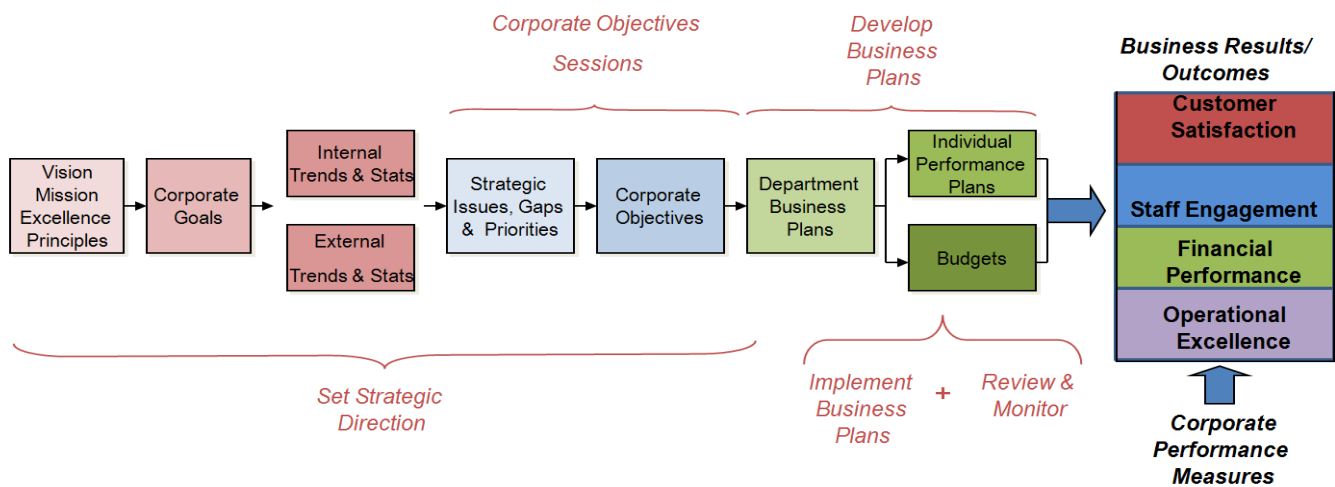 Corporate Objectives
Sessions
Develop
Business
Plans
Business Results/
Outcomes
Vision
Mission
Excellence
Principles
Corporate
Goals
Internal
Trends & Stats
External
Trends & Stats
Strategic
Issues, Gaps
& Priorities
Corporate
Objectives
Department
Business
Plans
Individual
Performance
Plans
Budgets
Customer
Satisfaction
Staff Engagement
Financial
Performance
Operational
Excellence
Set Strategic
Direction
Implement
Business
Plans
+
Review &
Monitor
Corporate
Performance
Measures